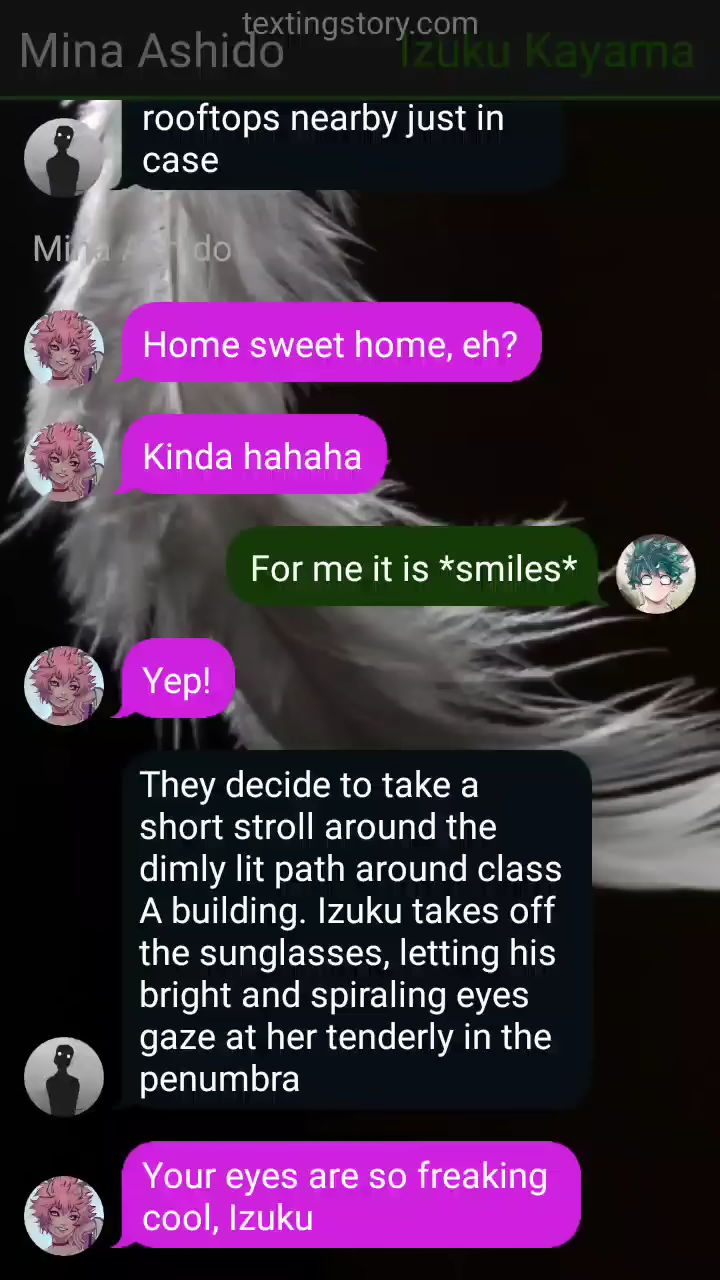 textingstory.com
Mina Ashido
Izuku Kayama
rooftops nearby just in
case
Mina Ashido
Home sweet home, eh?
Kinda hahaha
For me it is *smiles*
Yep!
They decide to take a
short stroll around the
dimly lit path around class
A building. Izuku takes off
the sunglasses, letting his
bright and spiraling eyes
gaze at her tenderly in the
penumbra
Your eyes are so freaking
cool, Izuku